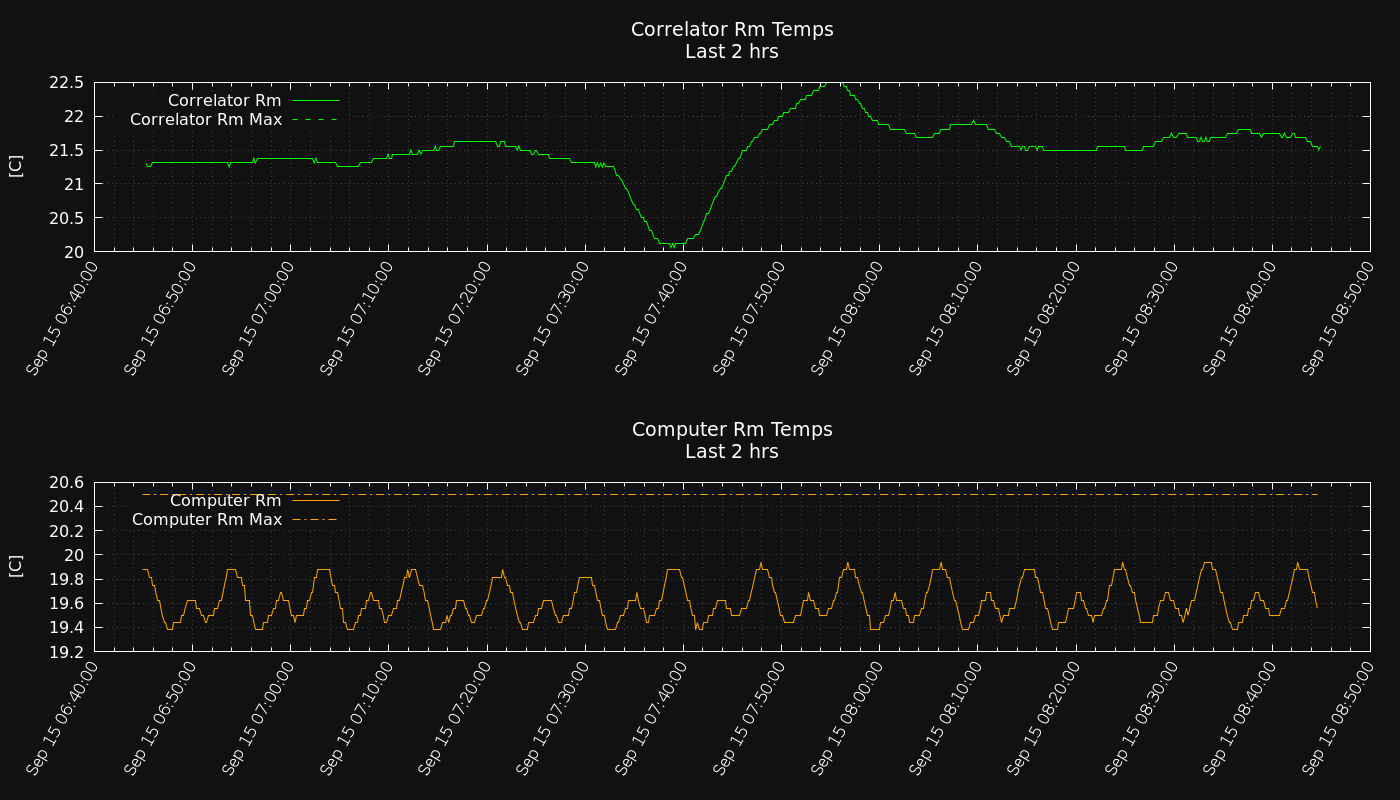 Correlator Rm Temps
Last 2 hrs
[C]
22.5
22
21.5
21
20.5
20
Correlator Rm
Correlator Rm Max
Sep 15 06:40:00
Sep 15 06:50:00
Sep 15 07:00:00
Sep 15 07:10:00
Sep 15 07:20:00
Sep 15 07:30:00
Sep 15 07:40:00
Sep 15 07:50:00
Sep 15 08:00:00
Sep 15 08:10:00
Sep 15 08:20:00
Sep 15 08:30:00
Sep 15 08:40:00
Sep 15 08:50:00
Computer Rm Temps
Last 2 hrs
[C]
20.6
20.4
20.2
20
19.8
19.6
19.4
19.2
Computer Rm
Computer Rm Max
Sep 15 06:40:00
Sep 15 06:50:00
Sep 15 07:00:00
Sep 15 07:10:00
Sep 15 07:20:00
Sep 15 07:30:00
Sep 15 07:40:00
Sep 15 07:50:00
Sep 15 08:00:00
Sep 15 08:10:00
Sep 15 08:20:00
Sep 15 08:30:00
Sep 15 08:40:00
Sep 15 08:50:00